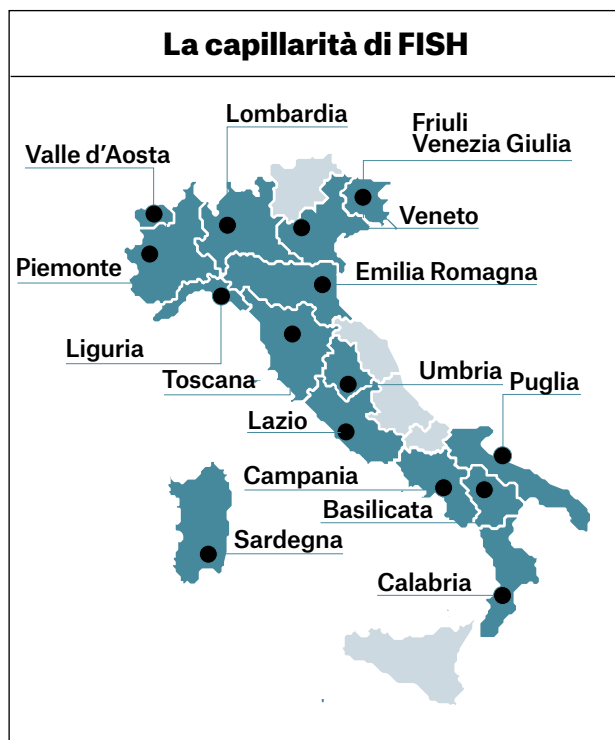 La capillarità di FISH
Lombardia
Friuli
Venezia Giulia
Valle d'Aosta
Veneto
Piemonte
Emilia Romagna
Liguria
Toscana
Umbria
Puglia
Lazio
Campania
Basilicata
Sardegna
Calabria